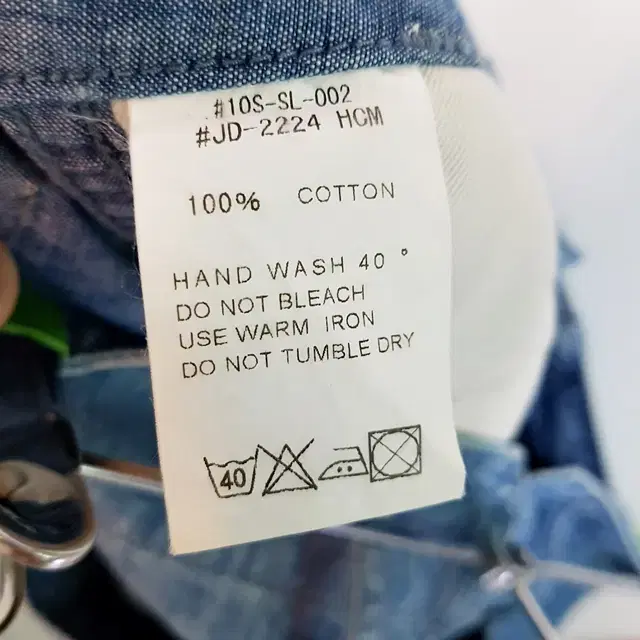 #10S-SL-002
#JD-2224 HCM
100% COTTON
HAND WASH 40 °
DO NOT BLEACH
USE WARM IRON
DO NOT TUMBLE DRY
40